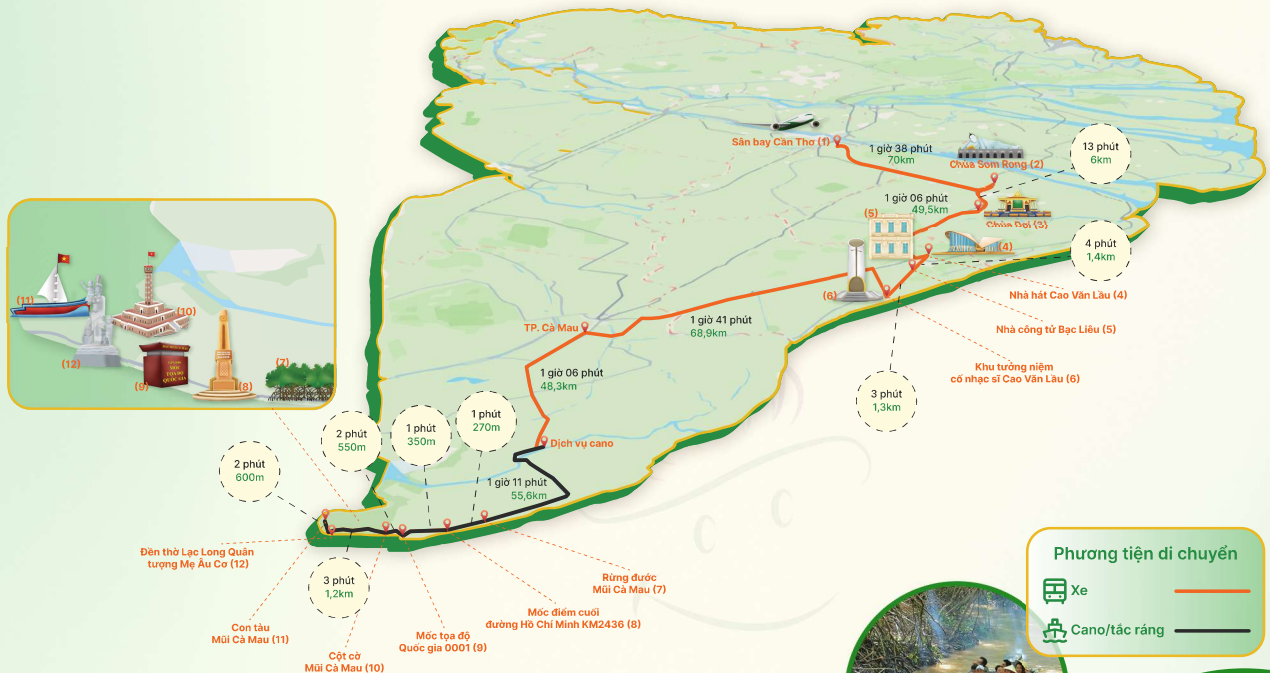 Sân bay Cần Thơ (1)
1 giờ 38 phút
70km
Chùa Som Rong (2)
13 phút
6km
1 giờ 06 phút
49,5km
Chùa Dơi (3)
(5)
(4)
4 phút
1,4km
(6)
Nhà hát Cao Văn Lầu (4)
Nhà công tử Bạc Liêu (5)
Khu tưởng niệm
cố nhạc sĩ Cao Văn Lầu (6)
3 phút
1,3km
1 giờ 41 phút
68,9km
TP. Cà Mau
1 giờ 06 phút
48,3km
Dịch vụ cano
1 giờ 11 phút
55,6km
1 phút
270m
1 phút
350m
2 phút
550m
2 phút
600m
3 phút
1,2km
(11)
(10)
(12)
(9)
MỐC
TỌA ĐỘ
QUỐC GIA
(8)
(7)
Đền thờ Lạc Long Quân
tượng Mẹ Âu Cơ (12)
Con tàu
Mũi Cà Mau (11)
Cột cờ
Mũi Cà Mau (10)
Mốc tọa độ
Quốc gia 0001 (9)
Mốc điểm cuối
đường Hồ Chí Minh KM2436 (8)
Rừng đước
Mũi Cà Mau (7)
Phương tiện di chuyển
Xe
Cano/tắc ráng